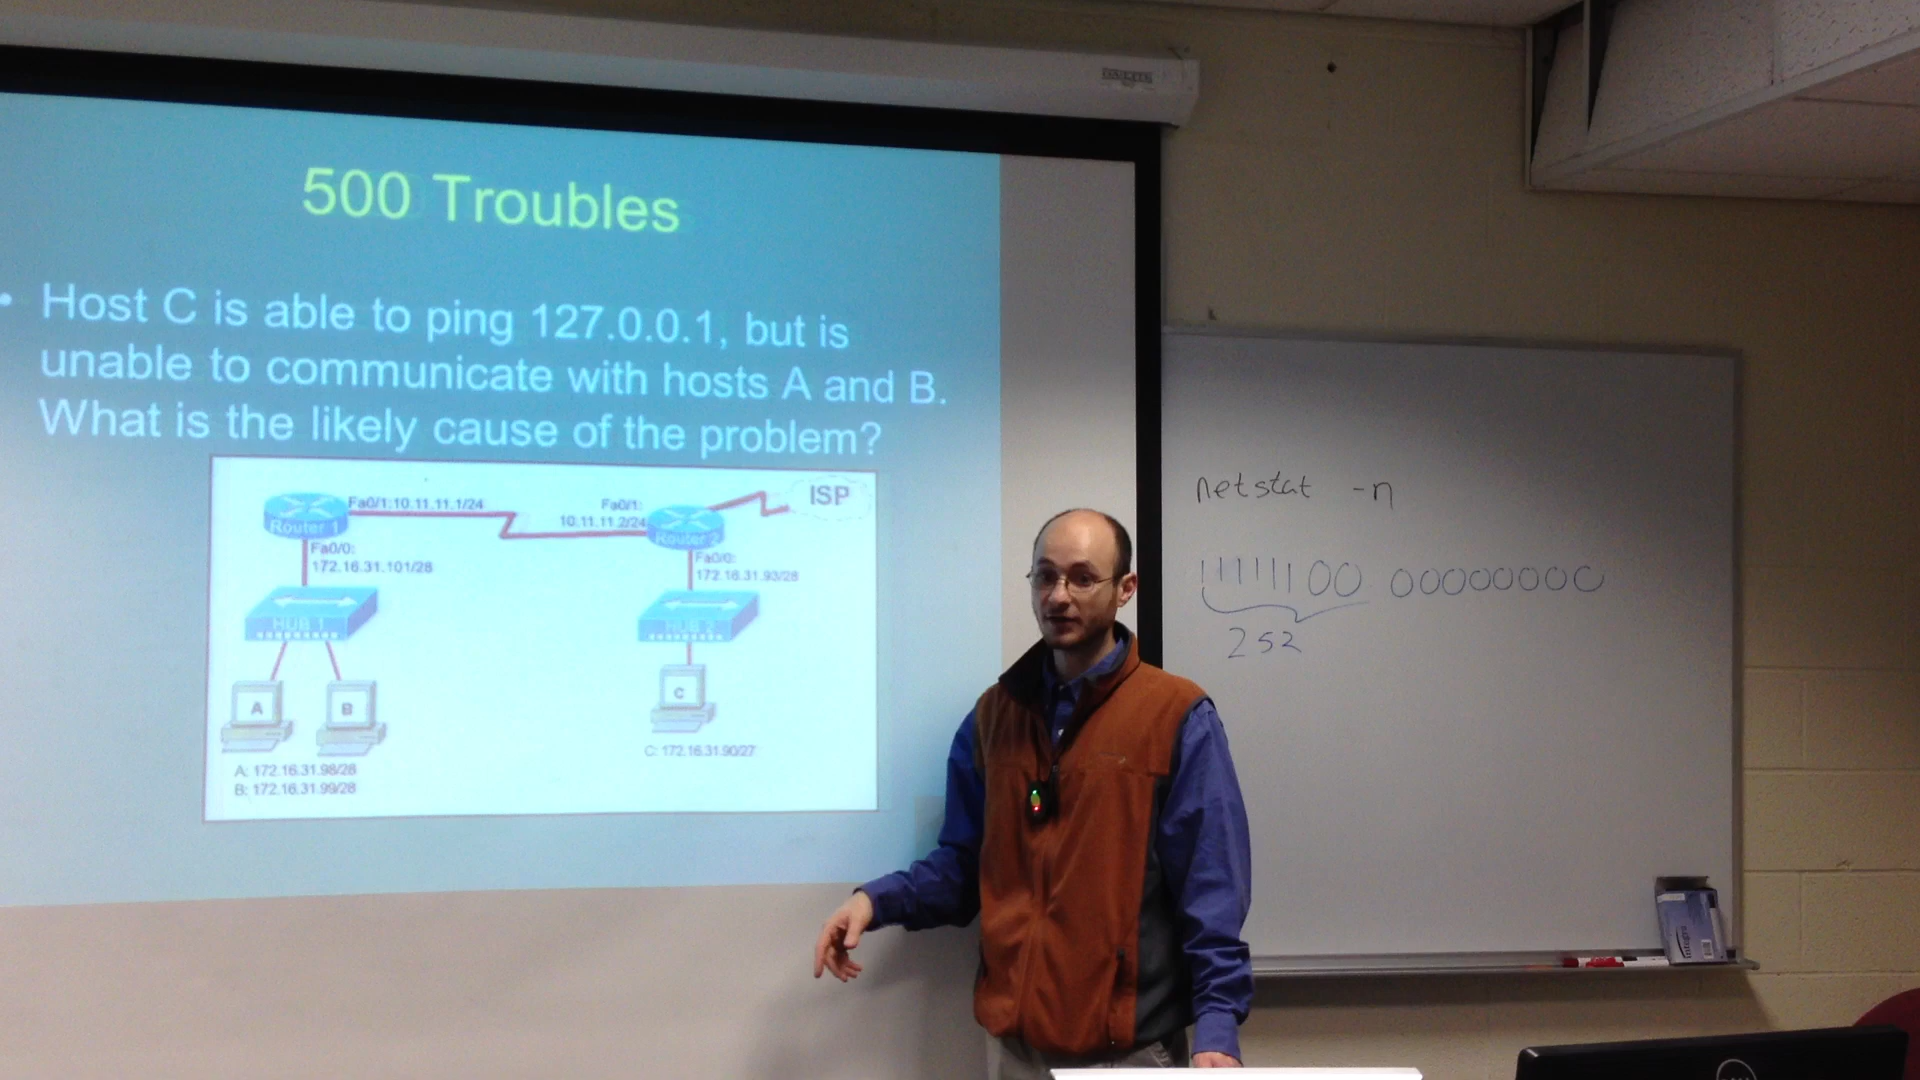 500 Troubles
• Host C is able to ping 127.0.0.1, but is
unable to communicate with hosts A and B.
What is the likely cause of the problem?
ISP
Fa0/1:10.11.11.1/24
Fa0/1:
10.11.11.2/24
Router 1
Router 2
Fa0/0:
172.16.31.101/28
Fa0/0:
172.16.31.93/28
HUB 1
HUB 2
A
B
C
C: 172.16.31.90/27
A: 172.16.31.98/28
B: 172.16.31.99/28
netstat -n
11111100 00000000
252
integra
DELL